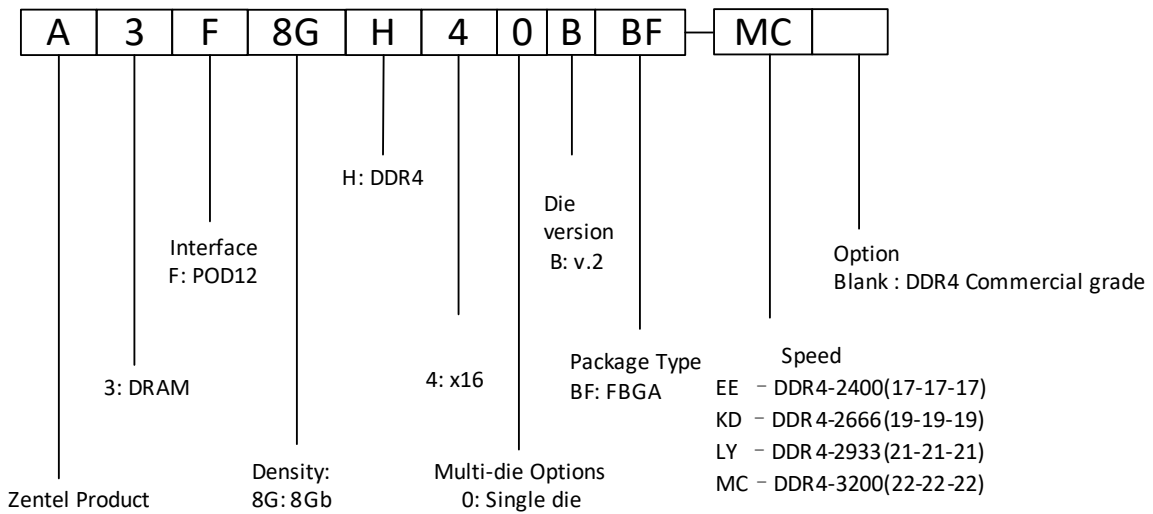 A 3 F 8G H 4 0 B BF MC
H: DDR4
Die
version
B: v.2
Interface
F: POD12
Option
Blank : DDR4 Commercial grade
3: DRAM
4: x16
Package Type
BF: FBGA
Speed
EE – DDR4-2400(17-17-17)
KD – DDR4-2666(19-19-19)
LY – DDR4-2933(21-21-21)
MC – DDR4-3200(22-22-22)
Zentel Product
Density:
8G: 8Gb
Multi-die Options
0: Single die